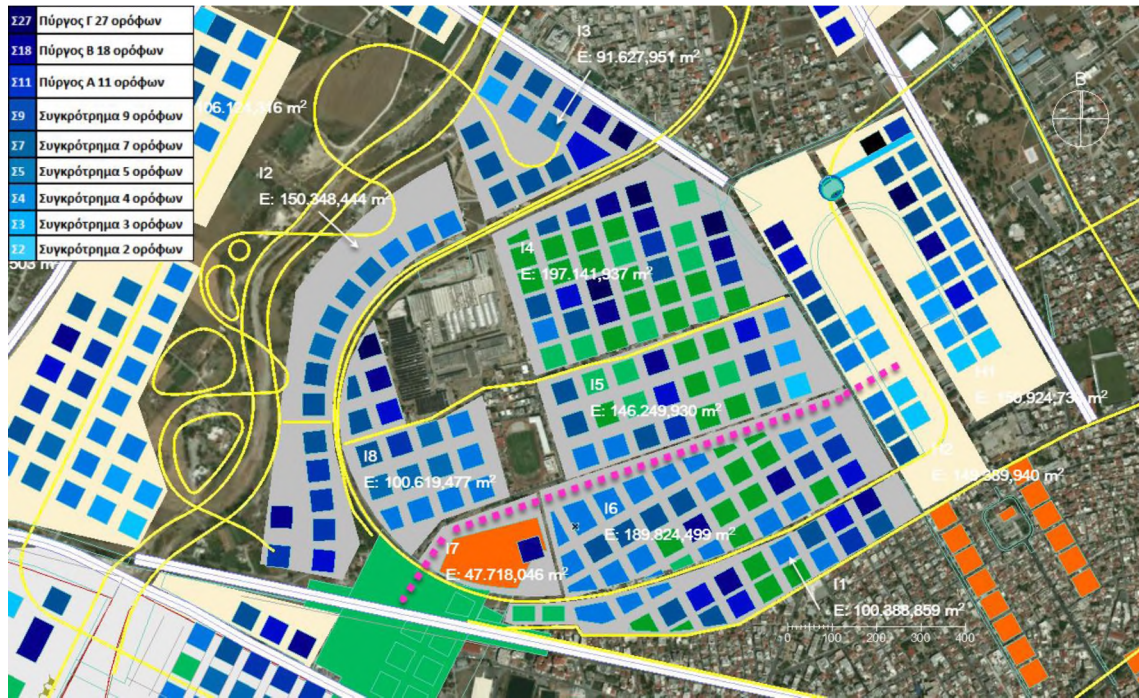 Σ27 Πύργος Γ 27 ορόφων
Σ18 Πύργος Β 18 ορόφων
Σ11 Πύργος Α 11 ορόφων
Σ9 Συγκρότημα 9 ορόφων
Σ7 Συγκρότημα 7 ορόφων
Σ5 Συγκρότημα 5 ορόφων
Σ4 Συγκρότημα 4 ορόφων
Σ3 Συγκρότημα 3 ορόφων
Σ2 Συγκρότημα 2 ορόφων
I3
E: 91.627,951 m²
B
I2
E: 150.348,444 m²
I4
E: 197.141,937 m²
I5
E: 146.249,930 m²
I8
E: 100.619,477 m²
I6
E: 189.824,499 m²
I7
E: 47.718,046 m²
I1
E: 100.388,859 m²
H1
H2
0 100 200 300 400